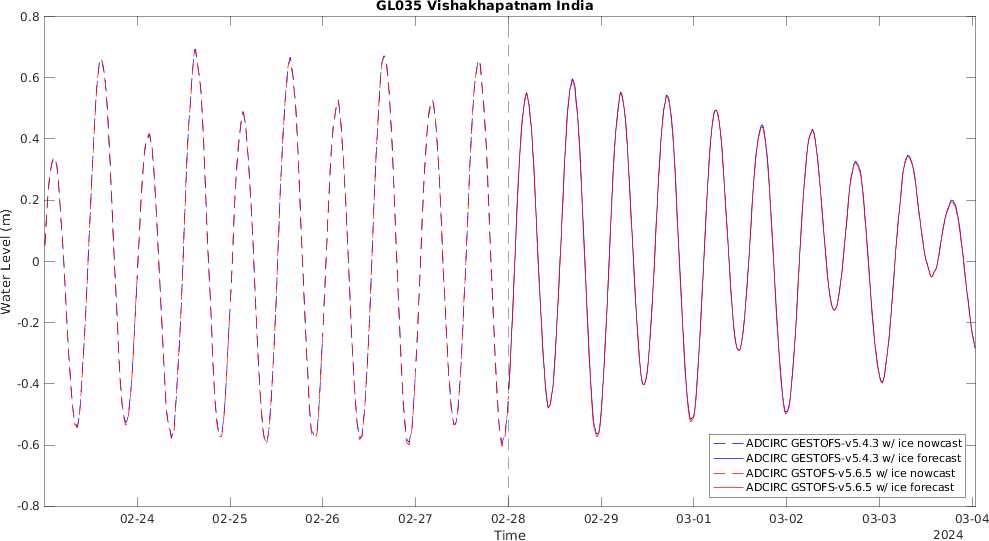 GL035 Vishakhapatnam India
0.8
0.6
0.4
0.2
0
-0.2
-0.4
-0.6
-0.8
Water Level (m)
ADCIRC GESTOFS-v5.4.3 w/ ice nowcast
ADCIRC GESTOFS-v5.4.3 w/ ice forecast
ADCIRC GSTOFS-v5.6.5 w/ ice nowcast
ADCIRC GSTOFS-v5.6.5 w/ ice forecast
02-24 02-25 02-26 02-27 02-28 02-29 03-01 03-02 03-03 03-04
Time
2024